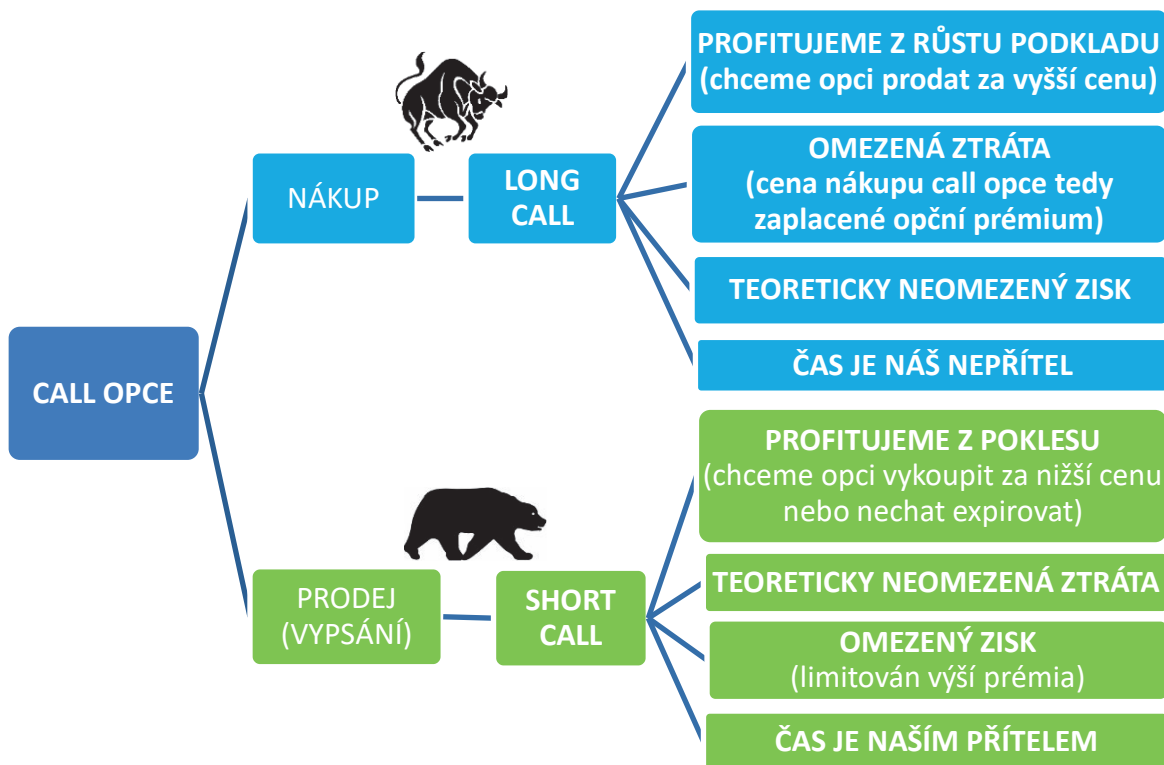 CALL OPCE
NÁKUP
LONG
CALL
PROFITUJEME Z RŮSTU PODKLADU
(chceme opci prodat za vyšší cenu)
OMEZENÁ ZTRÁTA
(cena nákupu call opce tedy
zaplacené opční prémium)
TEORETICKY NEOMEZENÝ ZISK
ČAS JE NÁŠ NEPŘÍTEL
PRODEJ
(VYPSÁNÍ)
SHORT
CALL
PROFITUJEME Z POKLESU
(chceme opci vykoupit za nižší cenu
nebo nechat expirovat)
TEORETICKY NEOMEZENÁ ZTRÁTA
OMEZENÝ ZISK
(limitován výší prémia)
ČAS JE NAŠÍM PŘÍTELEM